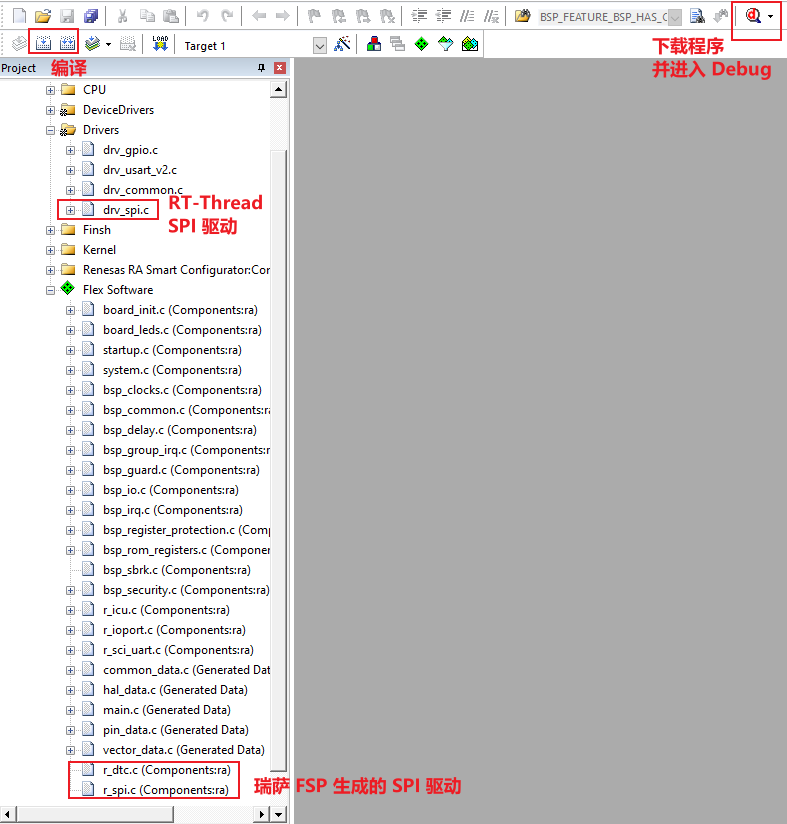 BSP_FEATURE_BSP_HAS_C
LOAD
Target 1
编译
下载程序
并进入 Debug
Project
CPU
DeviceDrivers
Drivers
drv_gpio.c
drv_usart_v2.c
drv_common.c
drv_spi.c
RT-Thread
SPI 驱动
Finsh
Kernel
Renesas RA Smart Configurator:Cor
Flex Software
board_init.c (Components:ra)
board_leds.c (Components:ra)
startup.c (Components:ra)
system.c (Components:ra)
bsp_clocks.c (Components:ra)
bsp_common.c (Components:ra
bsp_delay.c (Components:ra)
bsp_group_irq.c (Components:r
bsp_guard.c (Components:ra)
bsp_io.c (Components:ra)
bsp_irq.c (Components:ra)
bsp_register_protection.c (Comp
bsp_rom_registers.c (Componen
bsp_sbrk.c (Components:ra)
bsp_security.c (Components:ra)
r_icu.c (Components:ra)
r_ioport.c (Components:ra)
r_sci_uart.c (Components:ra)
common_data.c (Generated Dat
hal_data.c (Generated Data)
main.c (Generated Data)
pin_data.c (Generated Data)
vector_data.c (Generated Data)
r_dtc.c (Components:ra)
r_spi.c (Components:ra)
瑞萨 FSP 生成的 SPI 驱动